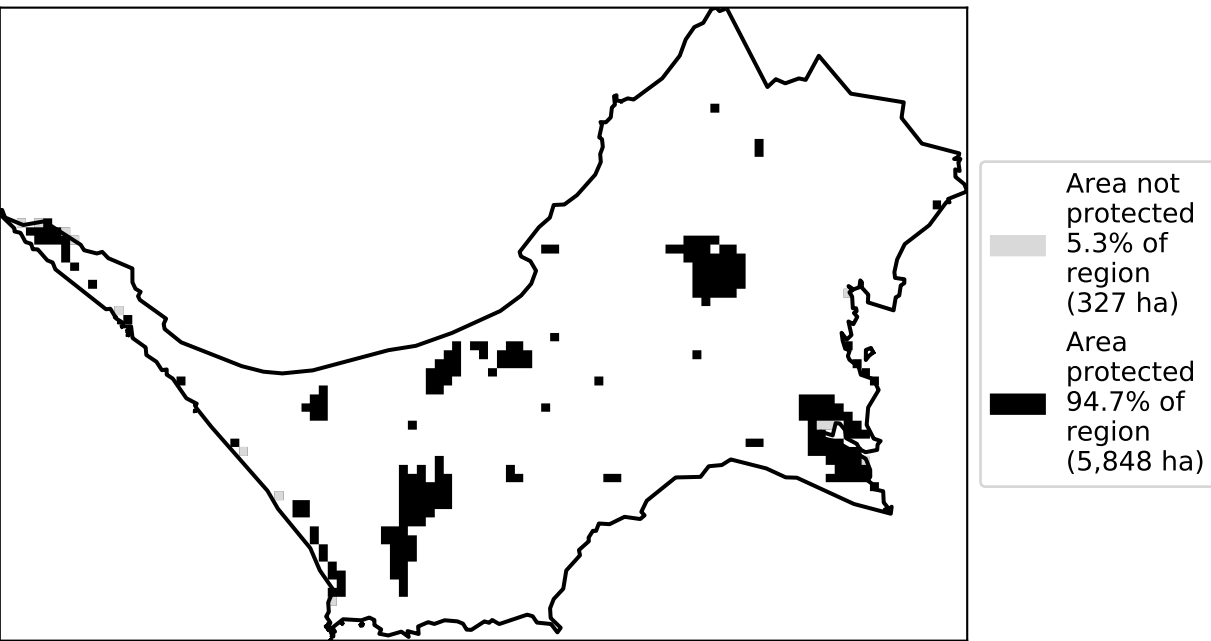 Area not
protected
5.3% of
region
(327 ha)
Area
protected
94.7% of
region
(5,848 ha)